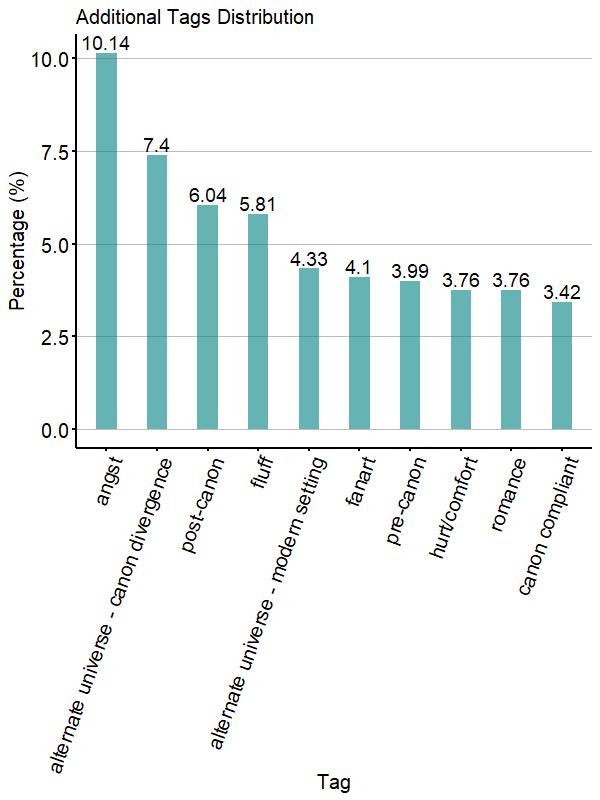 Additional Tags Distribution
Percentage (%)
10.0
7.5
5.0
2.5
0.0
10.14
7.4
6.04
5.81
4.33
4.1
3.99
3.76
3.76
3.42
angst
alternate universe - canon divergence
post-canon
fluff
alternate universe - modern setting
fanart
pre-canon
hurt/comfort
romance
canon compliant
Tag